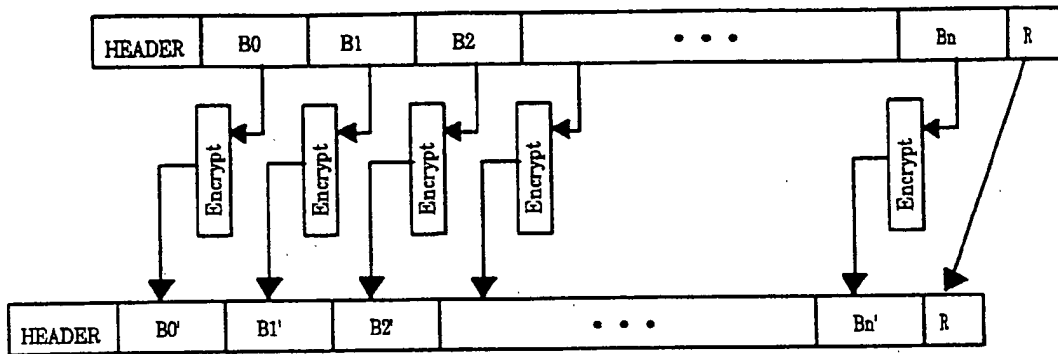 HEADER B0 B1 B2 • • • Bn R
Encrypt Encrypt Encrypt Encrypt Encrypt
HEADER B0' B1' B2' • • • Bn' R